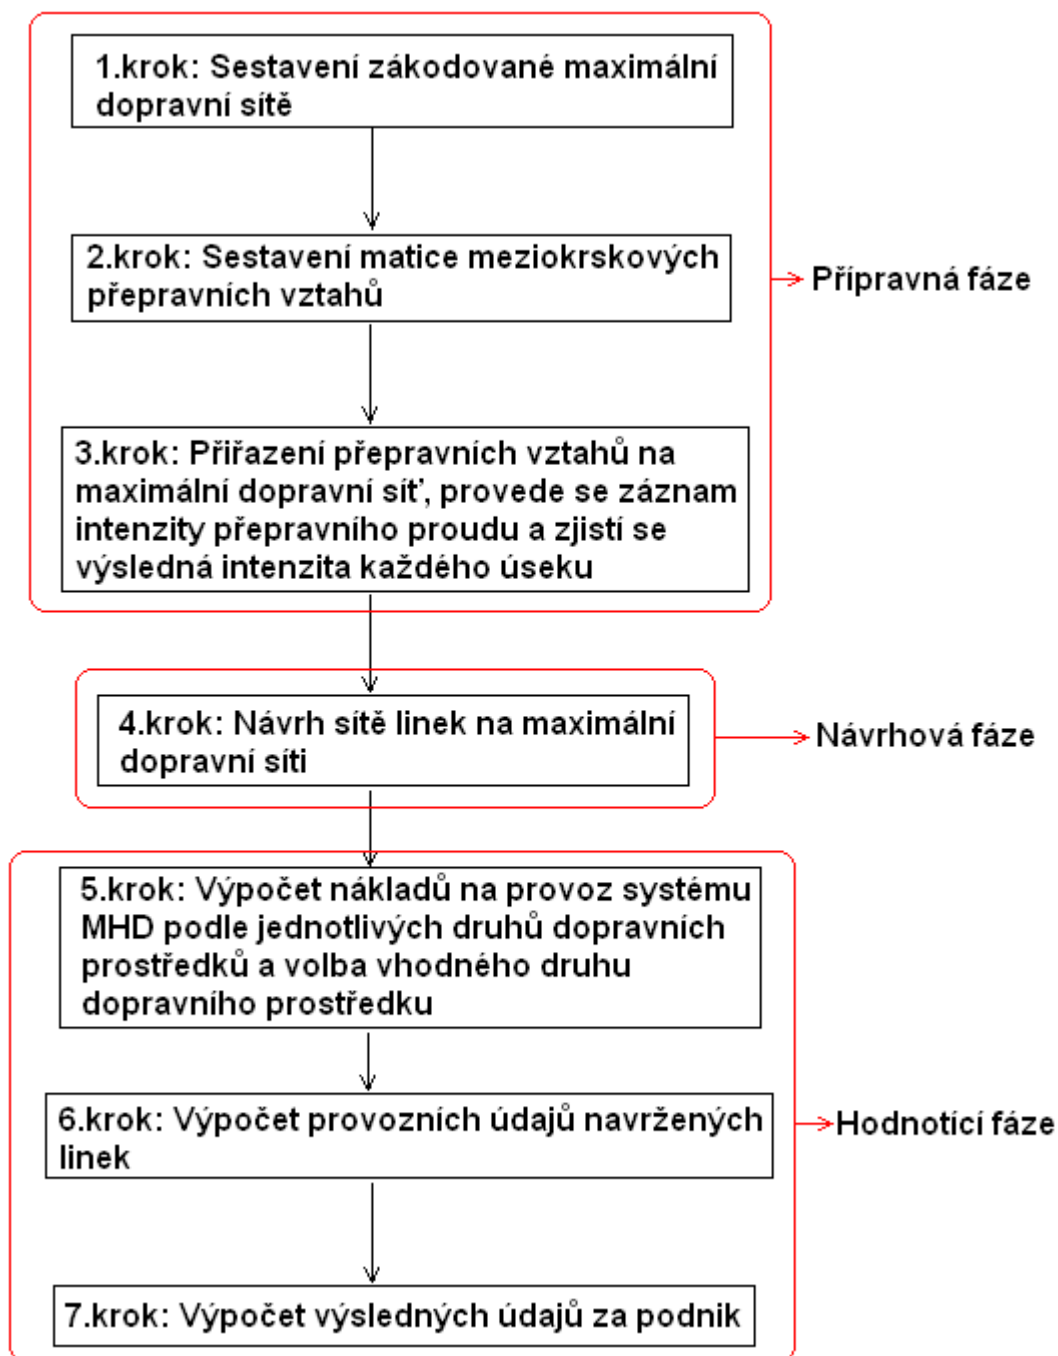 1.krok: Sestavení zákodované maximální
dopravní sítě
2.krok: Sestavení matice meziokrskových
přepravních vztahů
Přípravná fáze
3.krok: Přiřazení přepravních vztahů na
maximální dopravní síť, provede se záznam
intenzity přepravního proudu a zjistí se
výsledná intenzita každého úseku
4.krok: Návrh sítě linek na maximální
dopravní síti
Návrhová fáze
5.krok: Výpočet nákladů na provoz systému
MHD podle jednotlivých druhů dopravních
prostředků a volba vhodného druhu
dopravního prostředku
6.krok: Výpočet provozních údajů navržených
linek
Hodnotící fáze
7.krok: Výpočet výsledných údajů za podnik